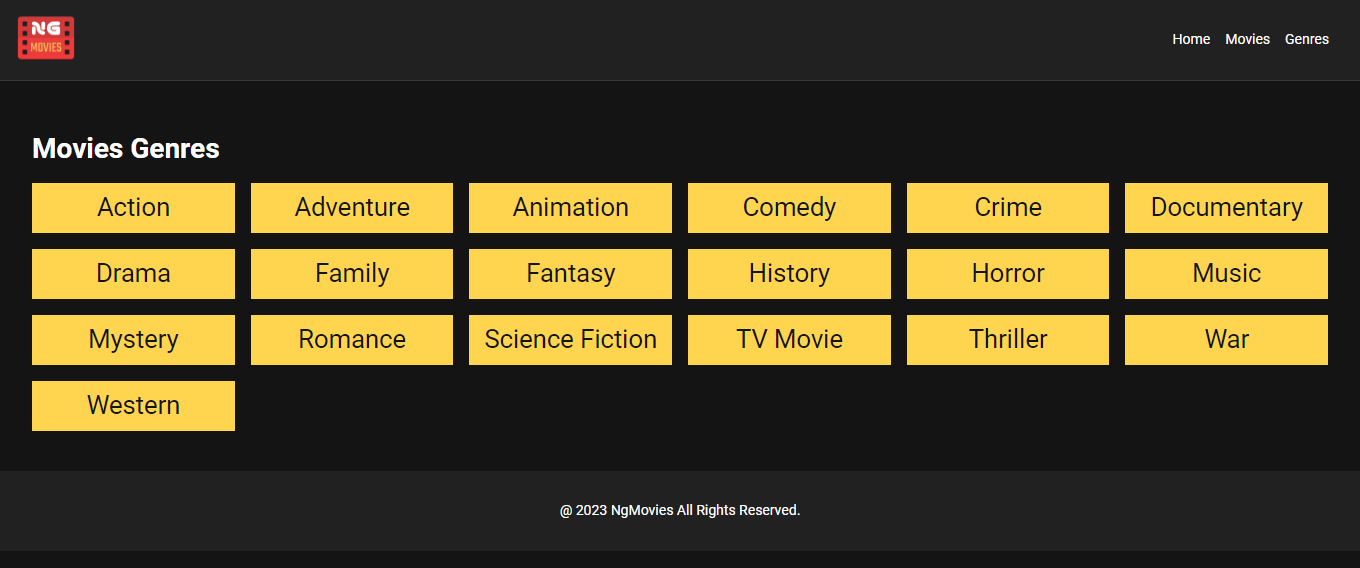 NG
MOVIES
Home Movies Genres
Movies Genres
Action Adventure Animation Comedy Crime Documentary
Drama Family Fantasy History Horror Music
Mystery Romance Science Fiction TV Movie Thriller War
Western
@ 2023 NgMovies All Rights Reserved.